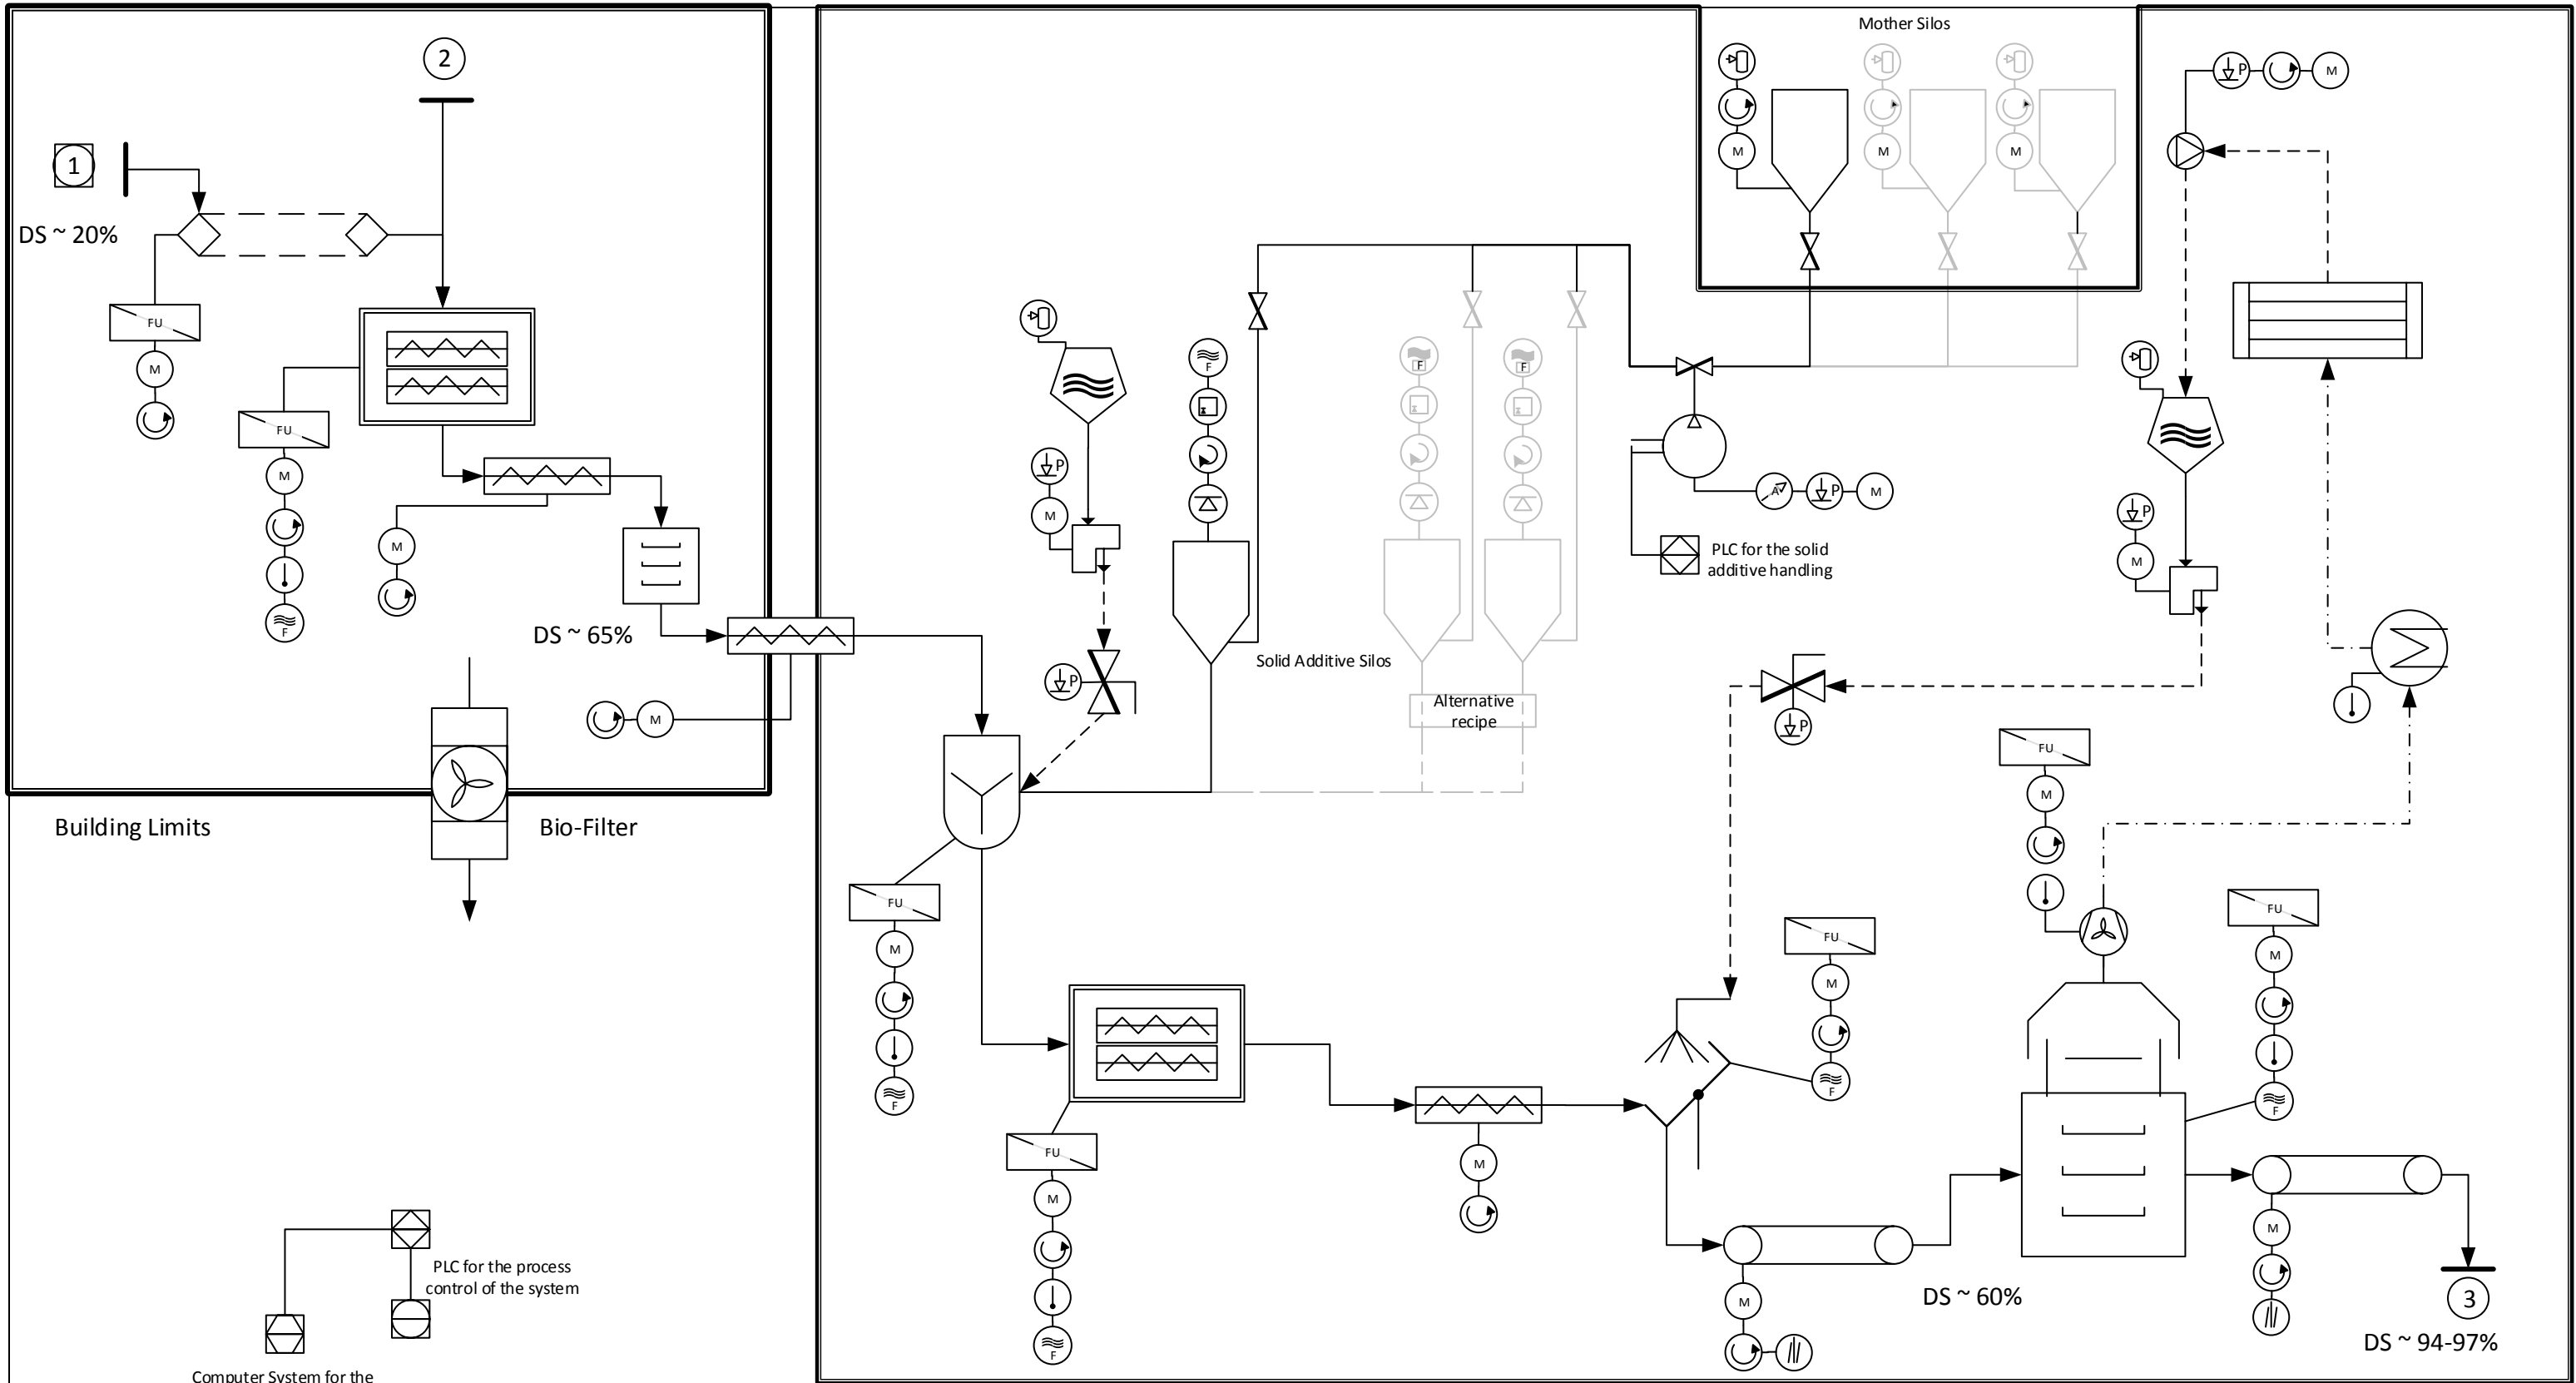 Mother Silos
2
P
M
1
DS ~ 20%
M
M
M
FU
F
F
F
M
FU
P
P
A
P
M
M
M
P
PLC for the solid
additive handling
M
M
F
DS ~ 65%
Solid Additive Silos
P
Alternative
recipe
M
P
FU
M
Building Limits
Bio-Filter
FU
FU
FU
M
M
M
F
F
F
FU
M
M
M
PLC for the process
control of the system
M
DS ~ 60%
3
F
DS ~ 94-97%
Computer System for the